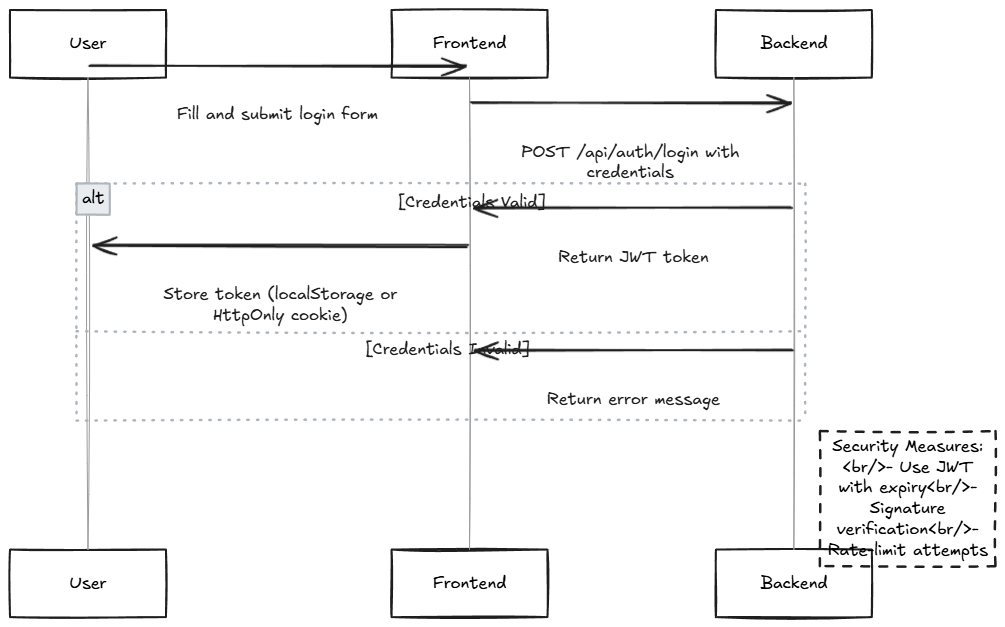 User
Frontend
Backend
Fill and submit login form
POST /api/auth/login with
credentials
alt
[Credentials Valid]
Return JWT token
Store token (localStorage or
HttpOnly cookie)
[Credentials Invalid]
Return error message
Security Measures:
<br/>- Use JWT
with expiry<br/>-
Signature
verification<br/>-
Rate-limit attempts
User
Frontend
Backend